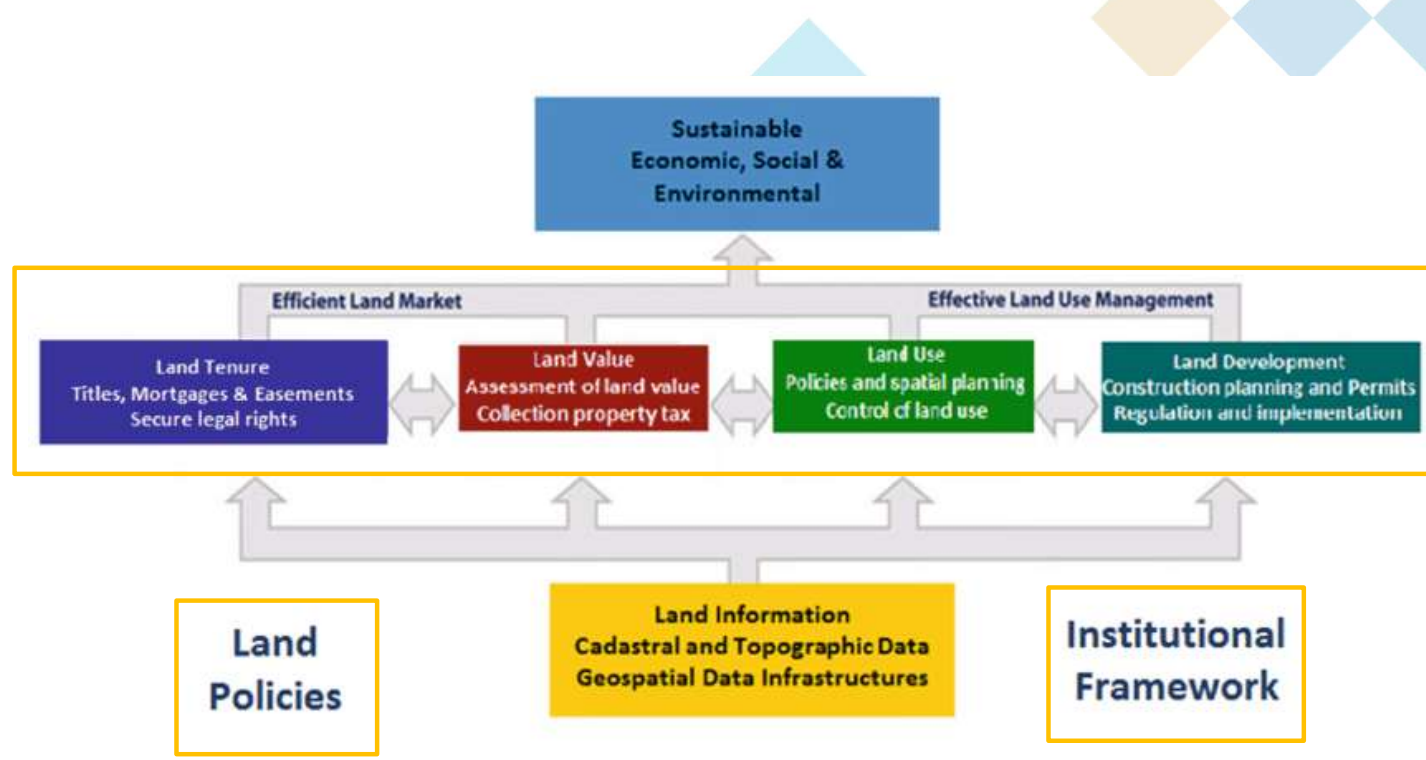 Sustainable
Economic, Social &
Environmental
Efficient Land Market
Effective Land Use Management
Land Tenure
Titles, Mortgages & Easements
Secure legal rights
Land Value
Assessment of land value
Collection property tax
Land Use
Policies and spatial planning
Control of land use
Land Development
Construction planning and Permits
Regulation and implementation
Land
Policies
Land Information
Cadastral and Topographic Data
Geospatial Data Infrastructures
Institutional
Framework